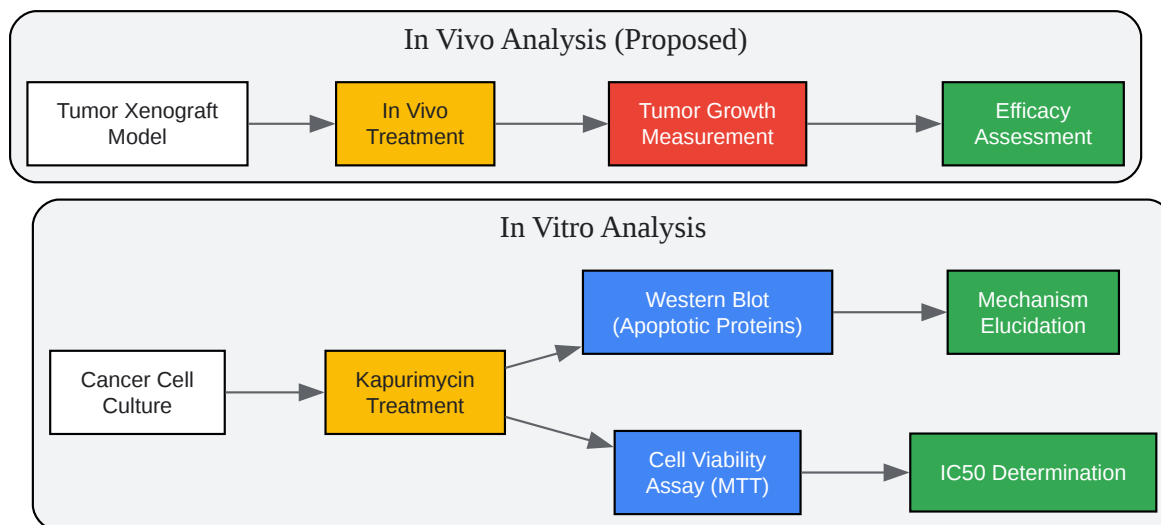 In Vivo Analysis (Proposed)
Tumor Xenograft
Model
In Vivo
Treatment
Tumor Growth
Measurement
Efficacy
Assessment
In Vitro Analysis
Cancer Cell
Culture
Kapurimycin
Treatment
Western Blot
(Apoptotic Proteins)
Mechanism
Elucidation
Cell Viability
Assay (MTT)
IC50 Determination